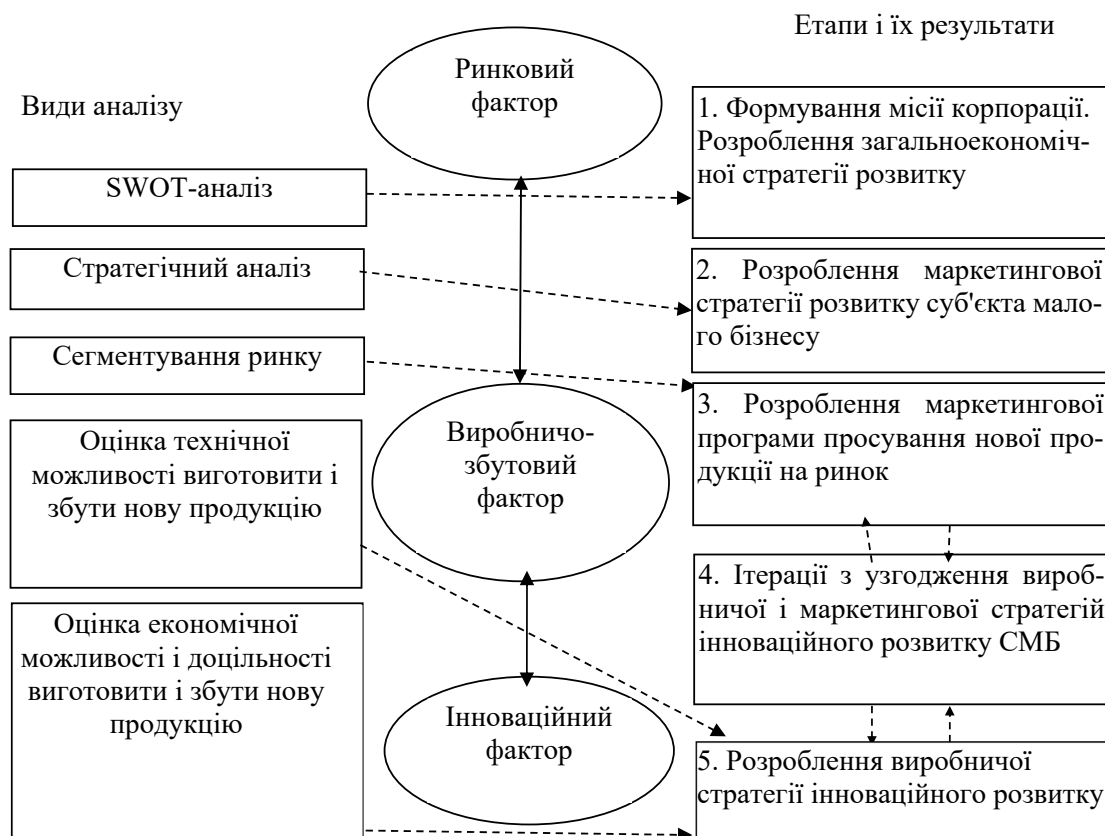 Етапи і їх результати
Види аналізу
SWOT-аналіз
Стратегічний аналіз
Сегментування ринку
Оцінка технічної
можливості виготовити і
збути нову продукцію
Оцінка економічної
можливості і доцільності
виготовити і збути нову
продукцію
Ринковий
фактор
Виробничо-
збутовий
фактор
Інноваційний
фактор
1. Формування місії корпорації.
Розроблення загальноекономіч-
ної стратегії розвитку
2. Розроблення маркетингової
стратегії розвитку суб'єкта мало-
го бізнесу
3. Розроблення маркетингової
програми просування нової про-
дукції на ринок
4. Ітерації з узгодження вироб-
ничої і маркетингової стратегій
інноваційного розвитку СМБ
5. Розроблення виробничої
стратегії інноваційного розвитку